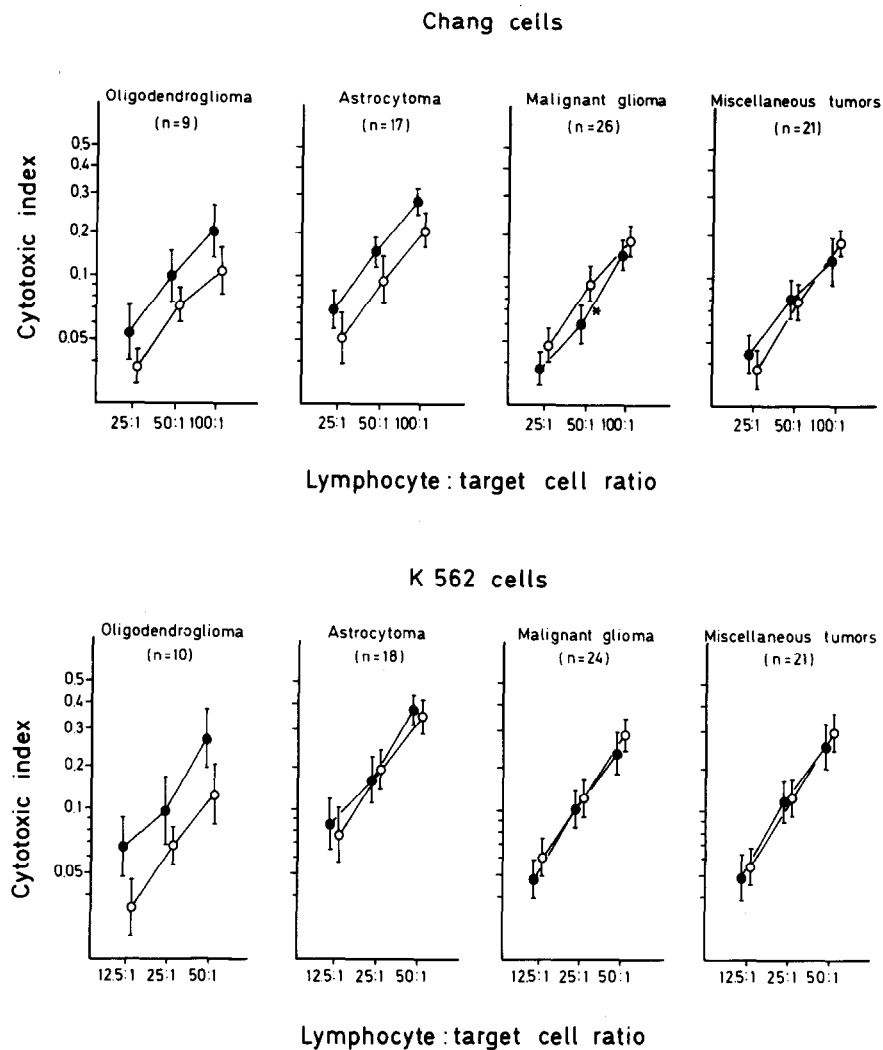 Chang cells
Oligodendroglioma
(n=9)
Astrocytoma
(n=17)
Malignant glioma
(n=26)
Miscellaneous tumors
(n=21)
Cytotoxic index
0.5
0.4
0.3
0.2
0.1
0.05
*
25:1 50:1 100:1
25:1 50:1 100:1
25:1 50:1 100:1
25:1 50:1 100:1
Lymphocyte : target cell ratio
K 562 cells
Oligodendroglioma
(n=10)
Astrocytoma
(n=18)
Malignant glioma
(n=24)
Miscellaneous tumors
(n=21)
Cytotoxic index
0.5
0.4
0.3
0.2
0.1
0.05
12.5:1 25:1 50:1
12.5:1 25:1 50:1
12.5:1 25:1 50:1
12.5:1 25:1 50:1
Lymphocyte : target cell ratio